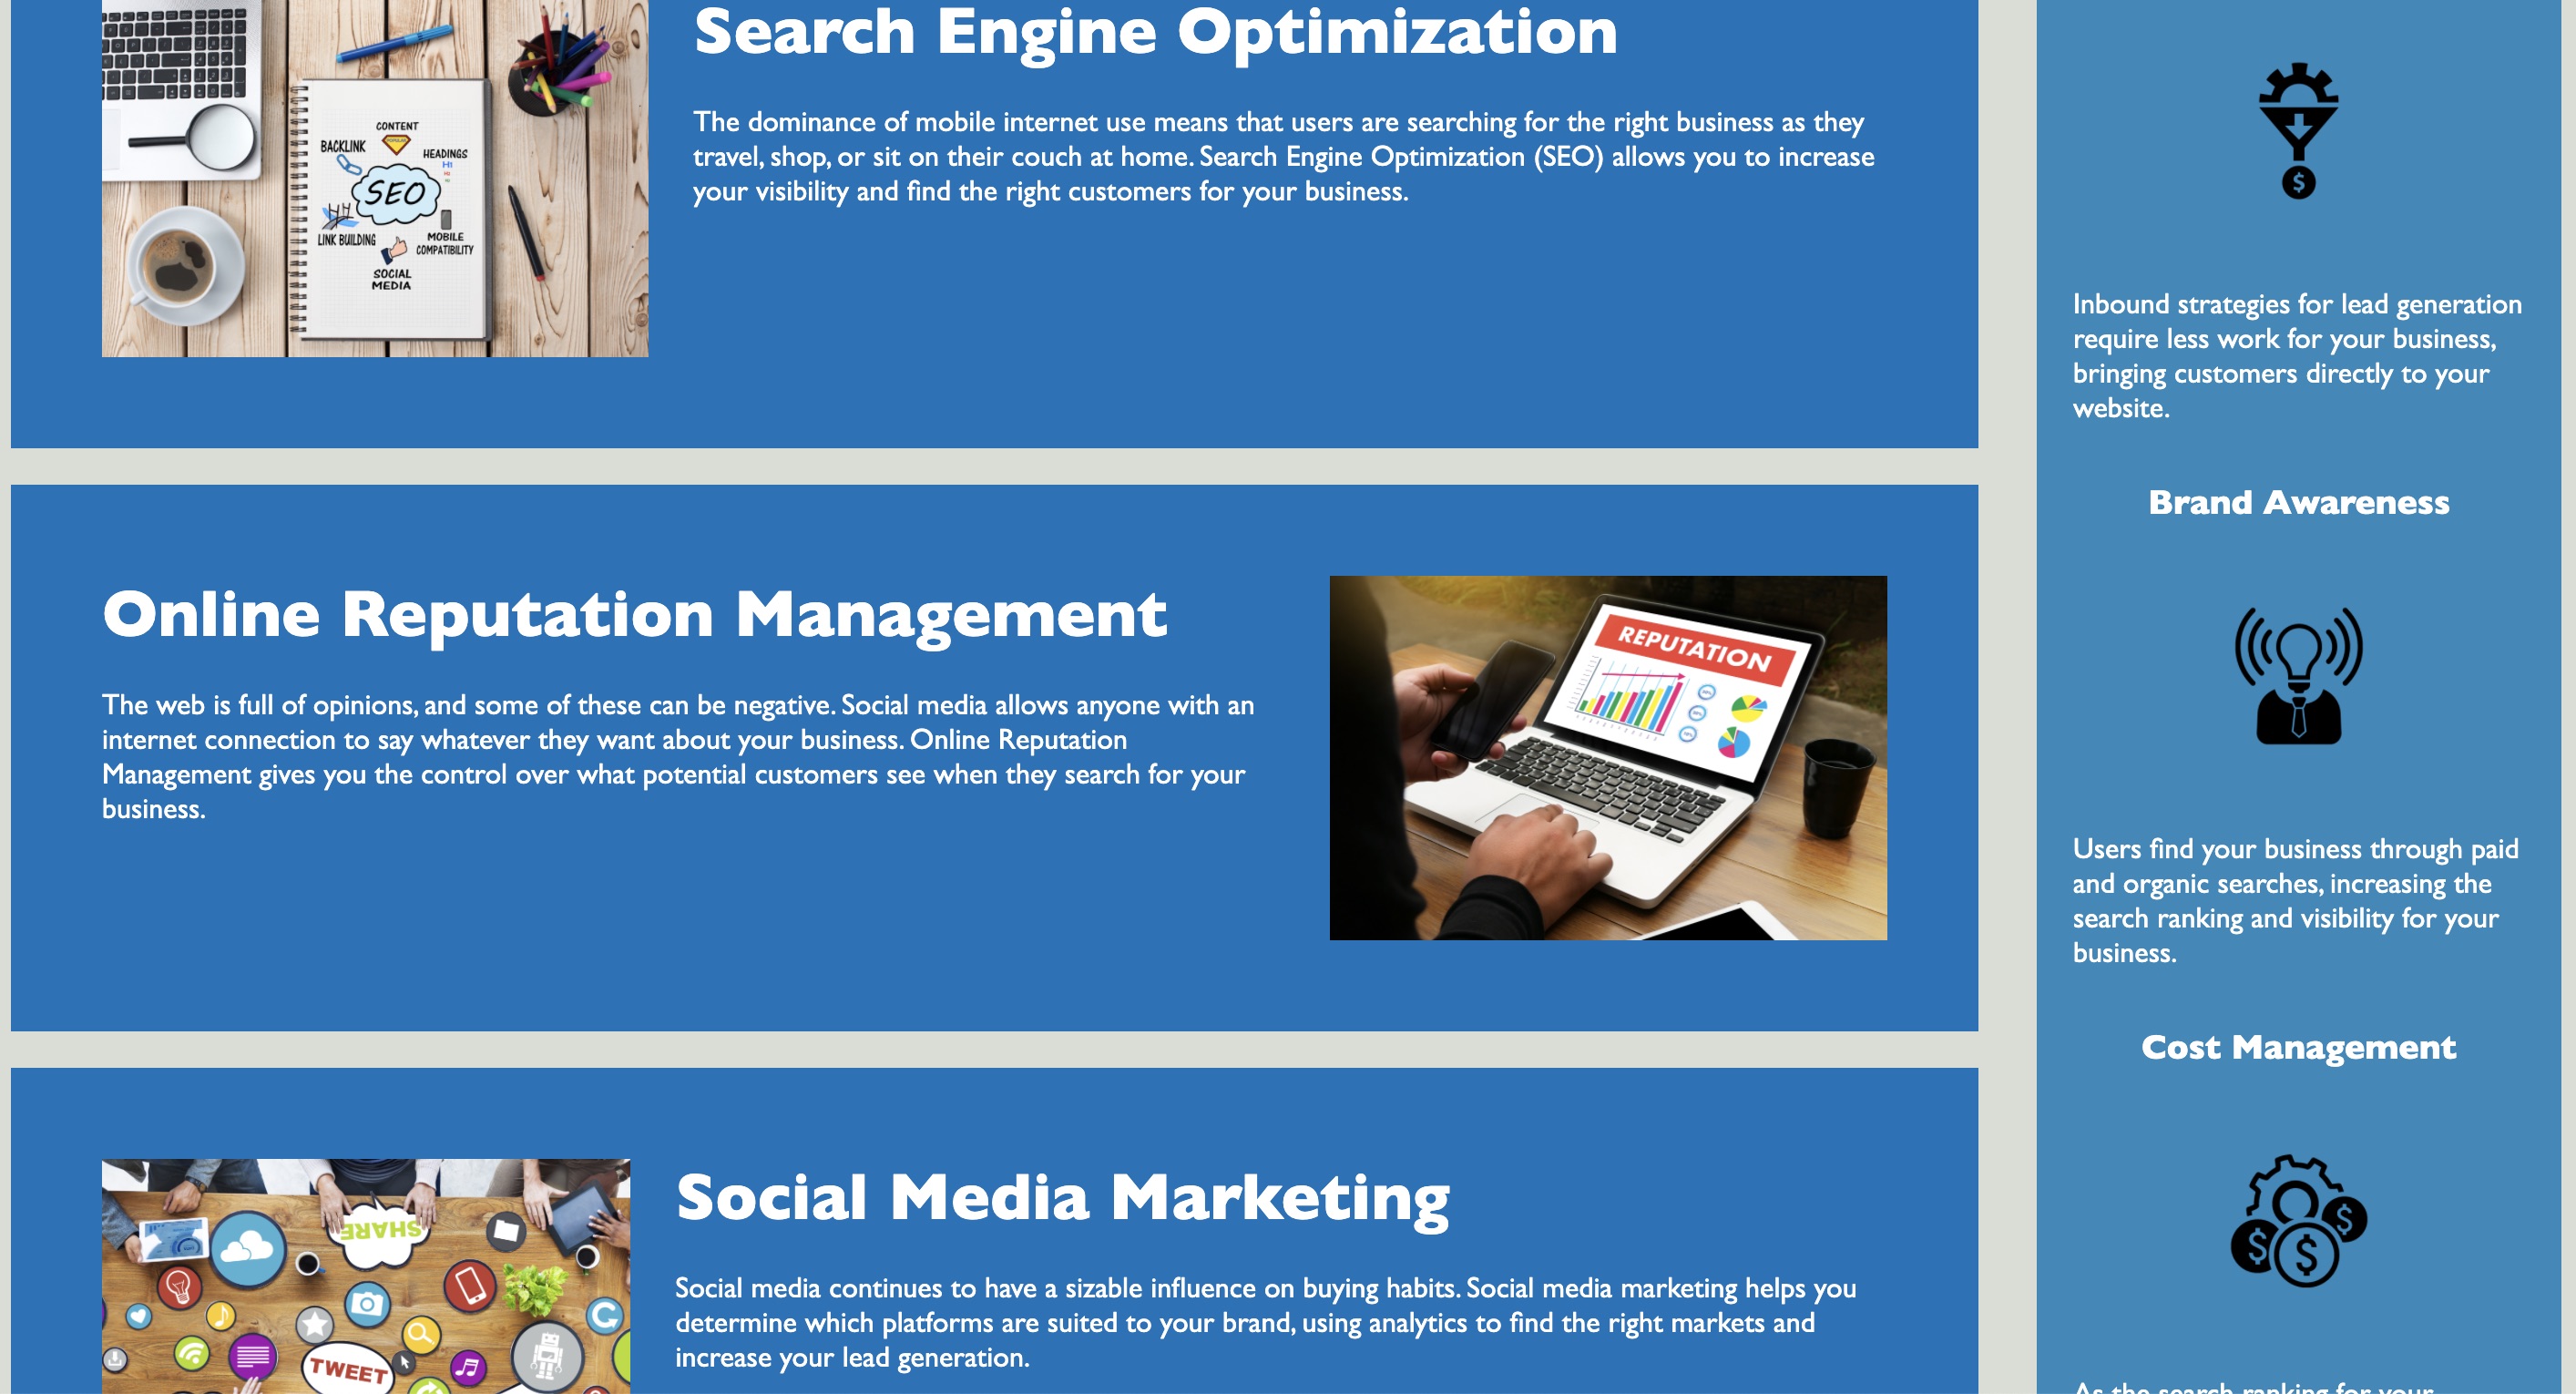 Search Engine Optimization
The dominance of mobile internet use means that users are searching for the right business as they
travel, shop, or sit on their couch at home. Search Engine Optimization (SEO) allows you to increase
your visibility and find the right customers for your business.
CONTENT
BACKLINK
HEADINGS
H1
SEO
LINK BUILDING
MOBILE
COMPATIBILITY
SOCIAL
MEDIA
Online Reputation Management
The web is full of opinions, and some of these can be negative. Social media allows anyone with an
internet connection to say whatever they want about your business. Online Reputation
Management gives you the control over what potential customers see when they search for your
business.
REPUTATION
Social Media Marketing
Social media continues to have a sizable influence on buying habits. Social media marketing helps you
determine which platforms are suited to your brand, using analytics to find the right markets and
increase your lead generation.
SHARE
TWEET
$
Inbound strategies for lead generation
require less work for your business,
bringing customers directly to your
website.
Brand Awareness
Users find your business through paid
and organic searches, increasing the
search ranking and visibility for your
business.
Cost Management
$ $ $
As the search ranking for your